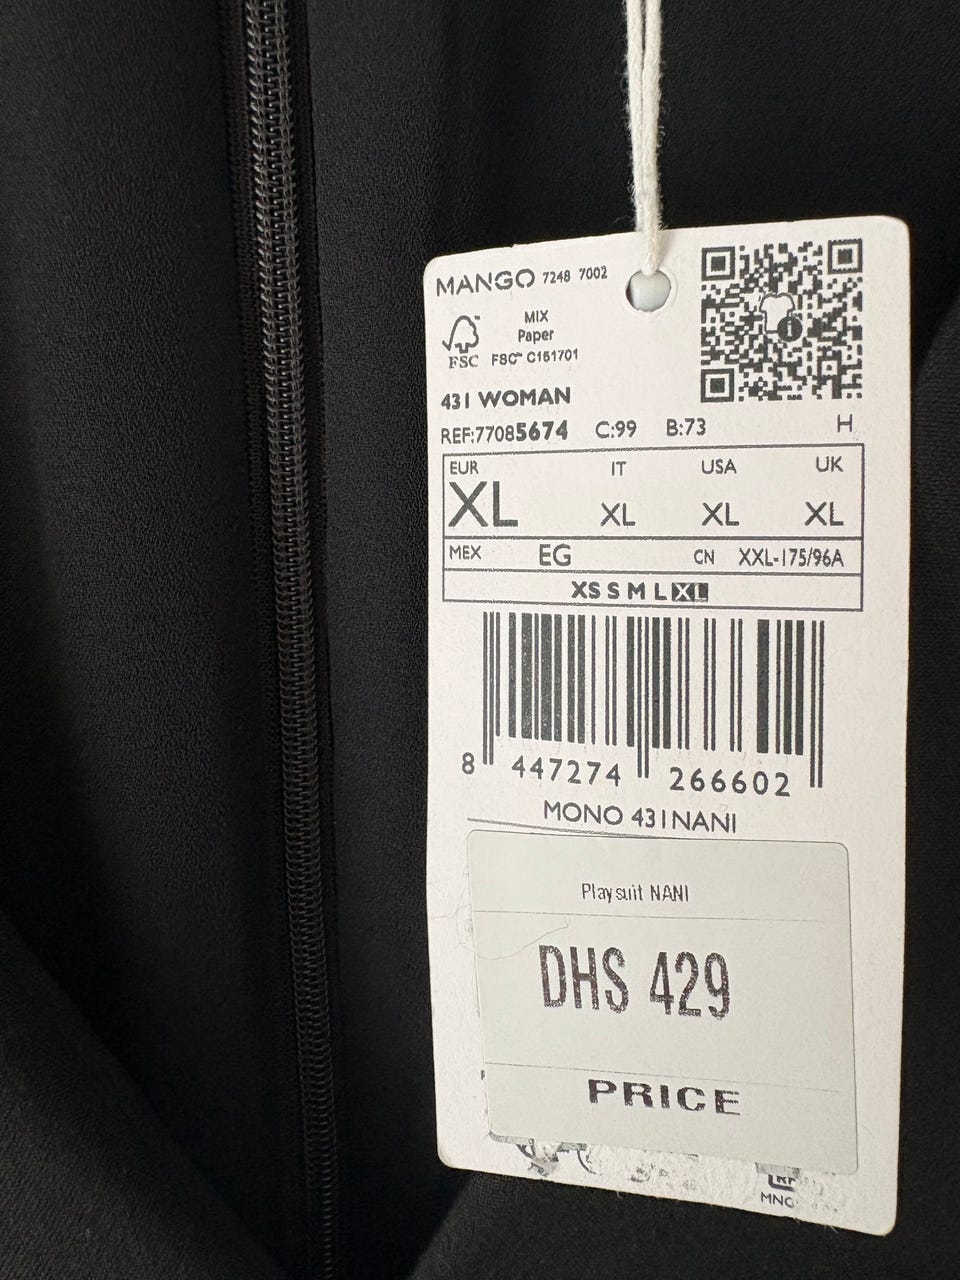 MANGO 7248 7002
MIX
Paper
FSC™ C151701
FSC
431 WOMAN
REF:77085674 C:99 B:73 H
EUR IT USA UK
XL XL XL XL
MEX EG CN XXL-175/96A
XS S M L XL
8 447274 266602
MONO 431NANI
Playsuit NANI
DHS 429
PRICE